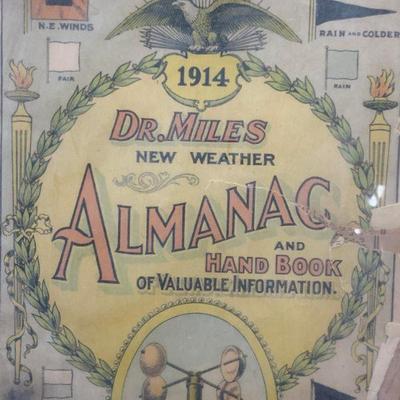 N.E. WINDS
RAIN AND COLDER
FAIR
RAIN
1914
DR. MILES
NEW WEATHER
ALMANAC
AND
HAND BOOK
OF VALUABLE INFORMATION.